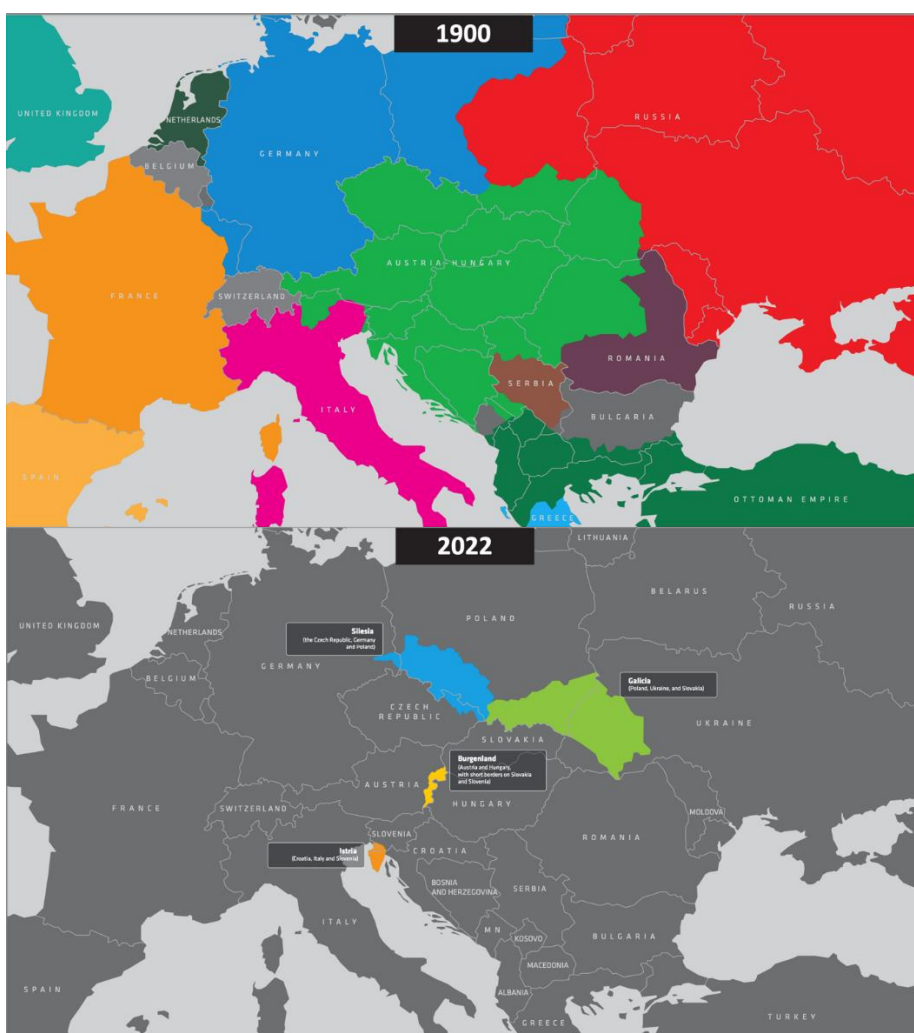 1900
UNITED KINGDOM
NETHERLANDS
BELGIUM
GERMANY
RUSSIA
AUSTRIA-HUNGARY
FRANCE
SWITZERLAND
ROMANIA
SERBIA
ITALY
BULGARIA
SPAIN
OTTOMAN EMPIRE
GREECE
2022
LITHUANIA
BELARUS
RUSSIA
UNITED KINGDOM
NETHERLANDS
POLAND
Silesia
(the Czech Republic, Germany
and Poland)
GERMANY
BELGIUM
Galicia
(Poland, Ukraine, and Slovakia)
CZECH
REPUBLIC
UKRAINE
SLOVAKIA
Burgenland
(Austria and Hungary,
with short borders on Slovakia
and Slovenia)
AUSTRIA
HUNGARY
FRANCE
SWITZERLAND
MOLDOVA
ROMANIA
SLOVENIA
CROATIA
Istria
(Croatia, Italy and Slovenia)
BOSNIA
AND HERZEGOVINA
SERBIA
ITALY
MN
KOSOVO
BULGARIA
MACEDONIA
SPAIN
ALBANIA
GREECE
TURKEY